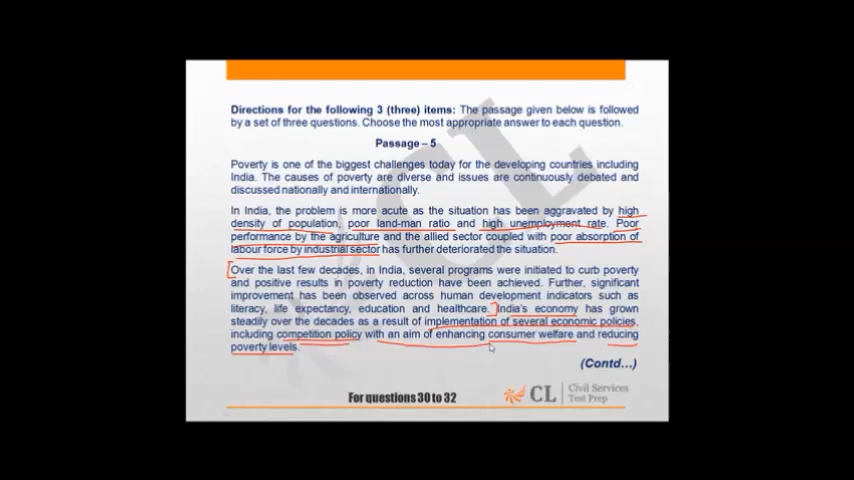 Directions for the following 3 (three) items: The passage given below is followed
by a set of three questions. Choose the most appropriate answer to each question.
Passage – 5
Poverty is one of the biggest challenges today for the developing countries including
India. The causes of poverty are diverse and issues are continuously debated and
discussed nationally and internationally.
In India, the problem is more acute as the situation has been aggravated by high
density of population, poor land-man ratio and high unemployment rate. Poor
performance by the agriculture and the allied sector coupled with poor absorption of
labour force by industrial sector has further deteriorated the situation.
Over the last few decades, in India, several programs were initiated to curb poverty
and positive results in poverty reduction have been achieved. Further, significant
improvement has been observed across human development indicators such as
literacy, life expectancy, education and healthcare. India's economy has grown
steadily over the decades as a result of implementation of several economic policies,
including competition policy with an aim of enhancing consumer welfare and reducing
poverty levels.
(Contd...)
For questions 30 to 32
CL Civil Services
Test Prep
CL